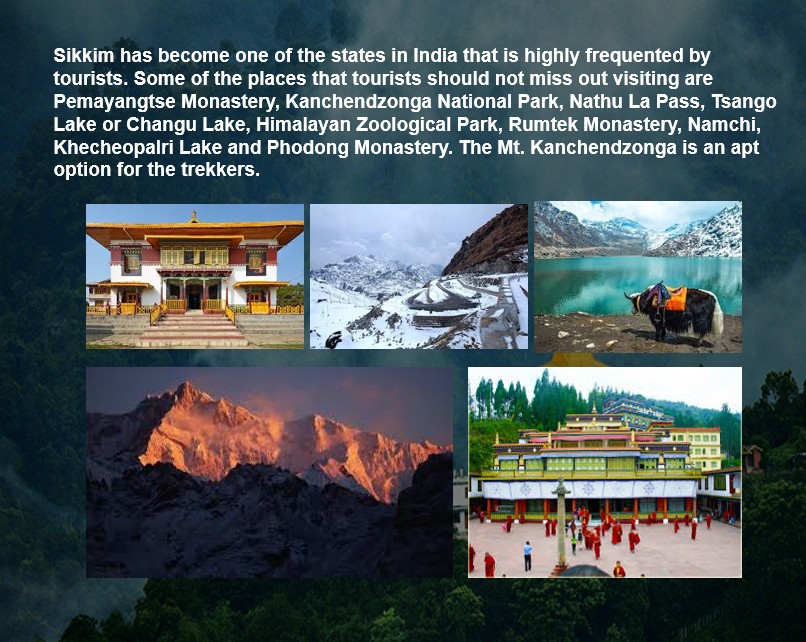 Sikkim has become one of the states in India that is highly frequented by
tourists. Some of the places that tourists should not miss out visiting are
Pemayangtse Monastery, Kanchendzonga National Park, Nathu La Pass, Tsango
Lake or Changu Lake, Himalayan Zoological Park, Rumtek Monastery, Namchi,
Khecheopalri Lake and Phodong Monastery. The Mt. Kanchendzonga is an apt
option for the trekkers.